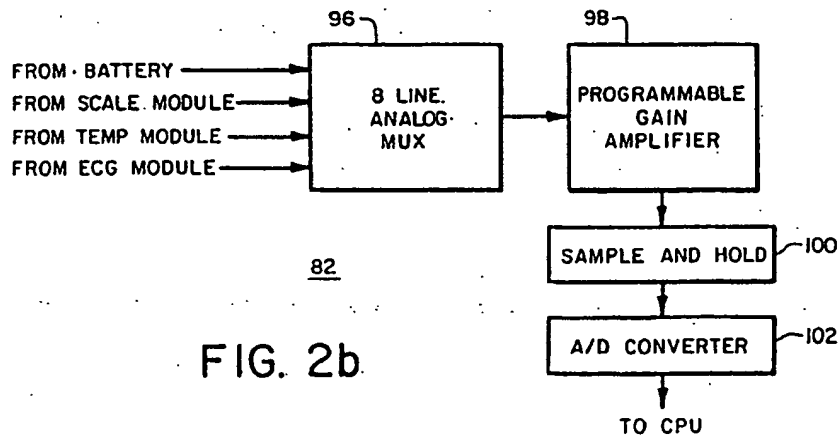 96
98
FROM BATTERY
FROM SCALE MODULE
FROM TEMP MODULE
FROM ECG MODULE
8 LINE
ANALOG
MUX
PROGRAMMABLE
GAIN
AMPLIFIER
SAMPLE AND HOLD
100
82
A/D CONVERTER
102
FIG. 2b
TO CPU